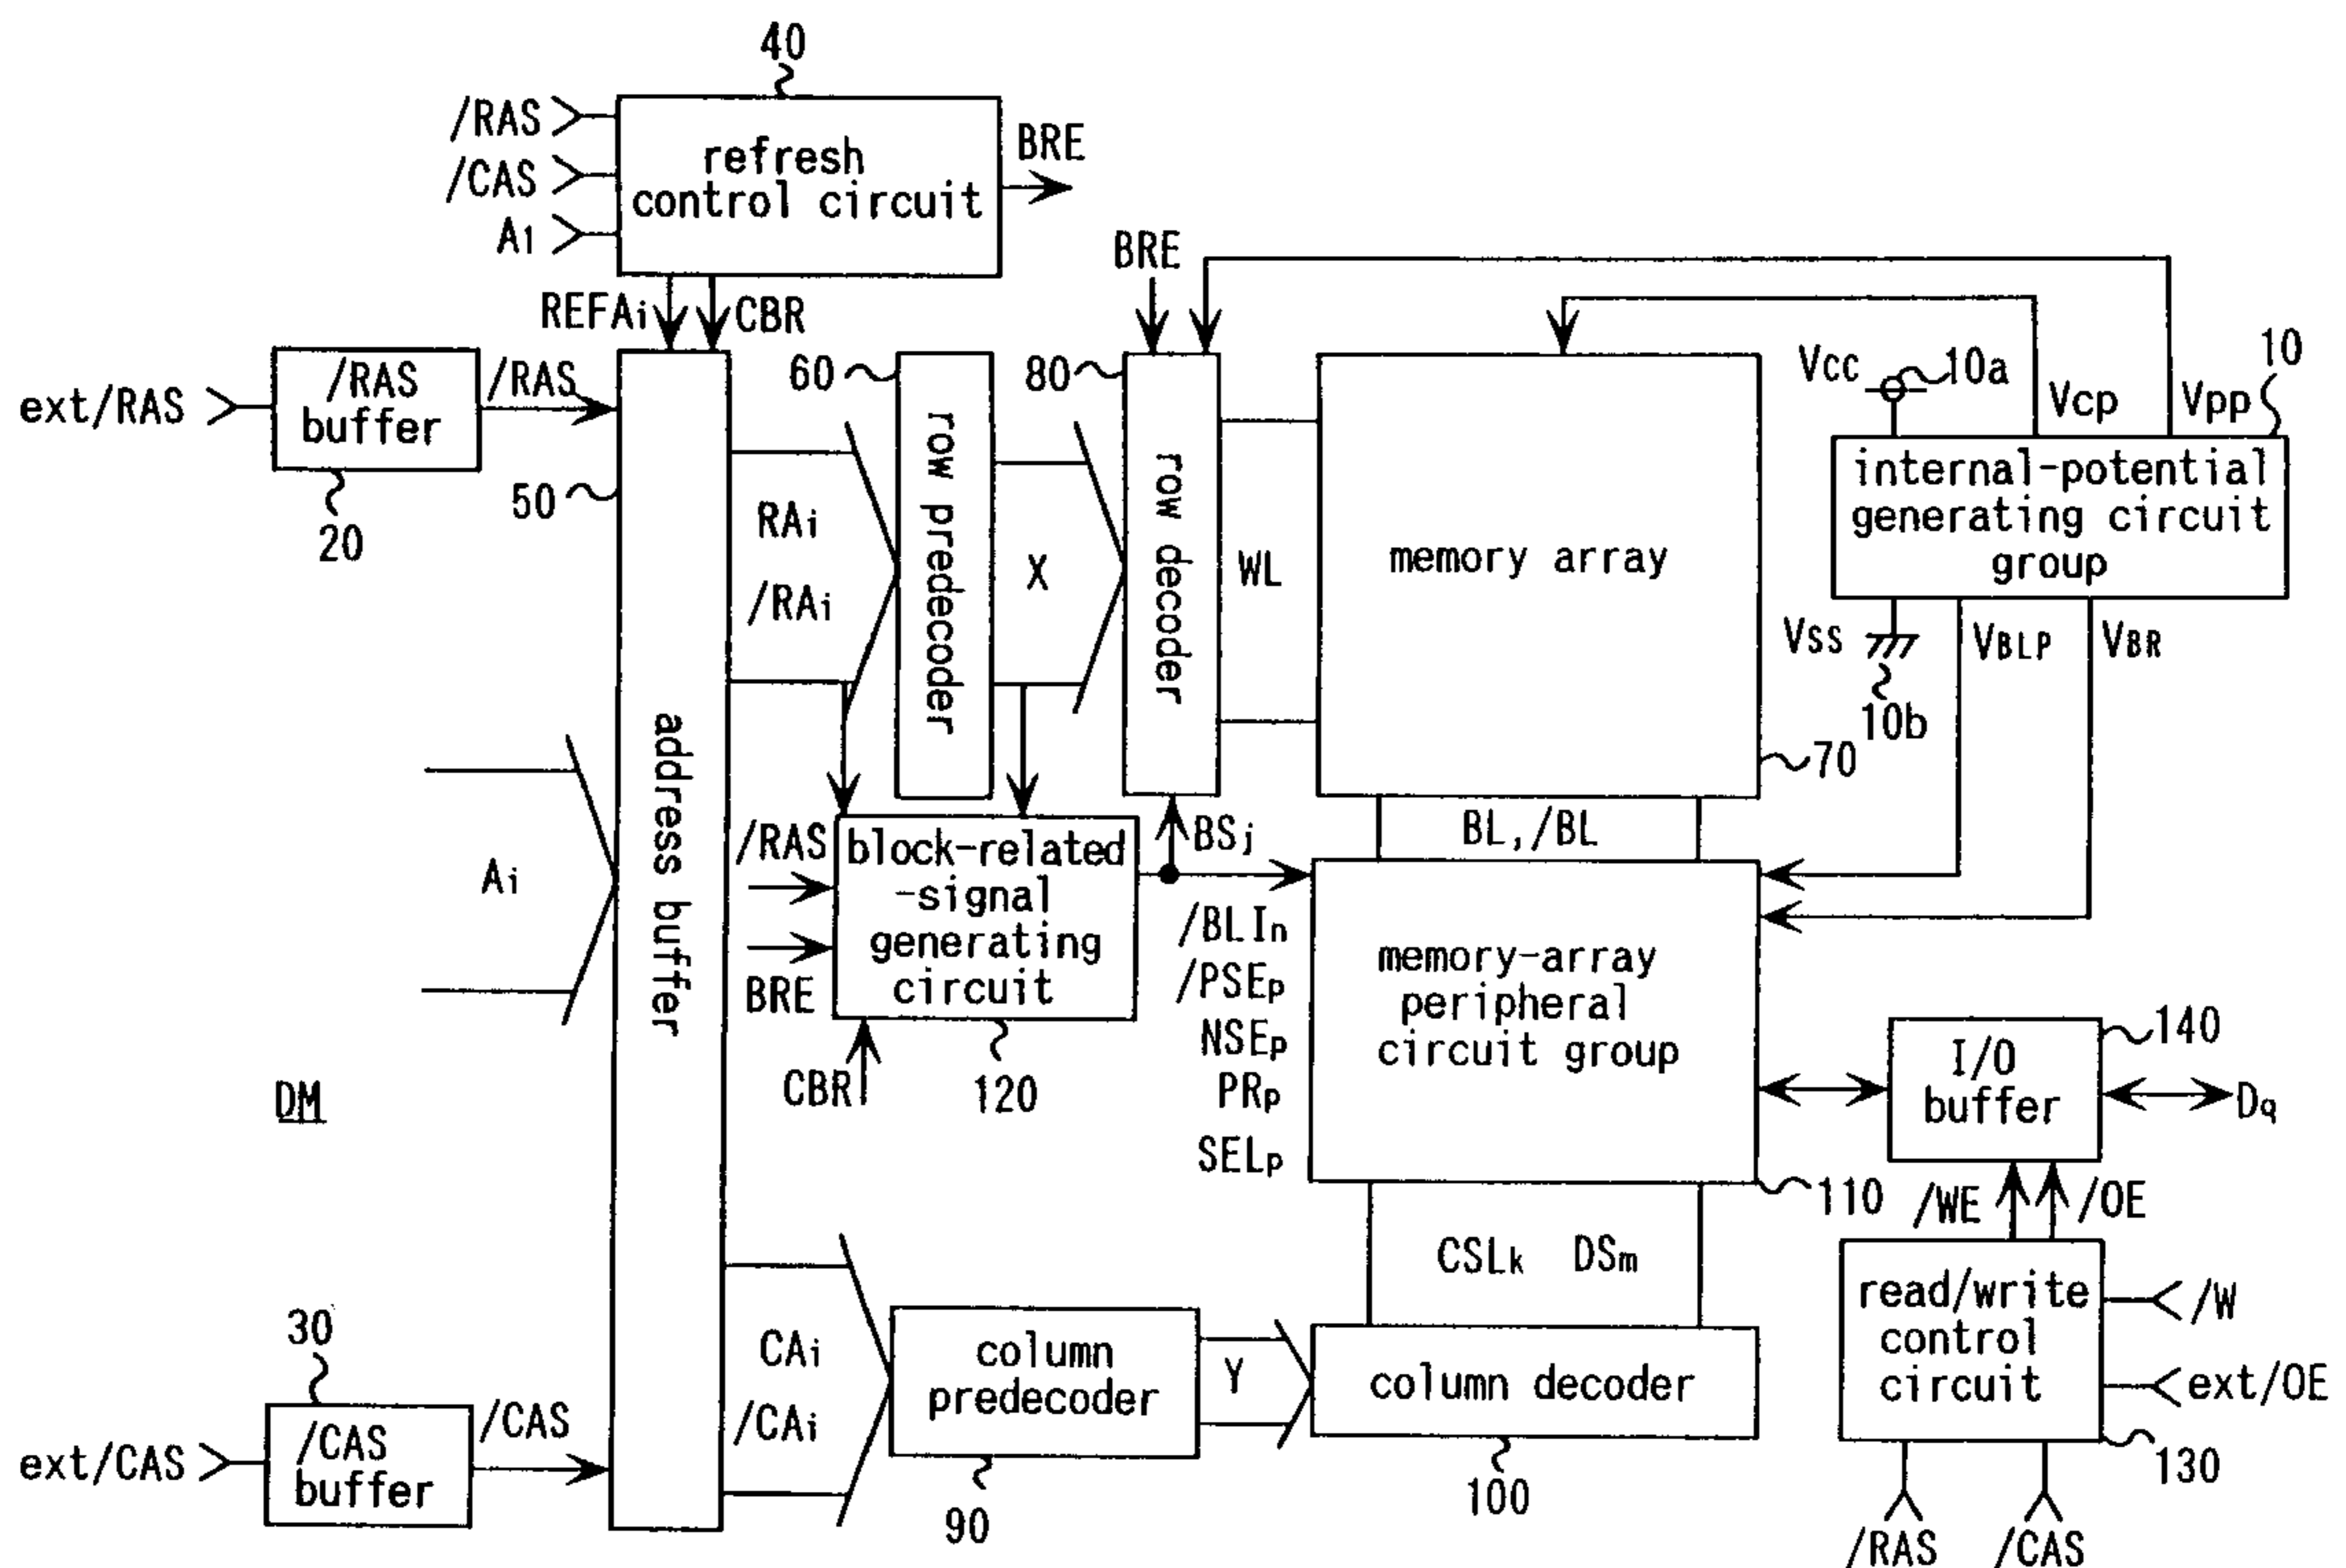 40
/RAS
/CAS
A1
refresh
control circuit
BRE
REFAi
CBR
ext/RAS
/RAS
buffer
/RAS
20
50
60
80
BRE
row predecoder
row decoder
RAi
/RAi
X
WL
memory array
70
Vcc
10a
Vcp
Vpp
10
internal-potential
generating circuit
group
Vss
10b
VBLP
VBR
Ai
address buffer
/RAS
BRE
CBR
block-related
-signal
generating
circuit
120
BSj
BL,/BL
/BLIn
/PSEp
NSEp
PRp
SELp
memory-array
peripheral
circuit group
110
I/O
buffer
140
Dq
/WE
/OE
DM
CSLk DSm
read/write
control
circuit
/W
ext/OE
130
/RAS
/CAS
30
ext/CAS
/CAS
buffer
/CAS
CAi
/CAi
column
predecoder
90
Y
column decoder
100